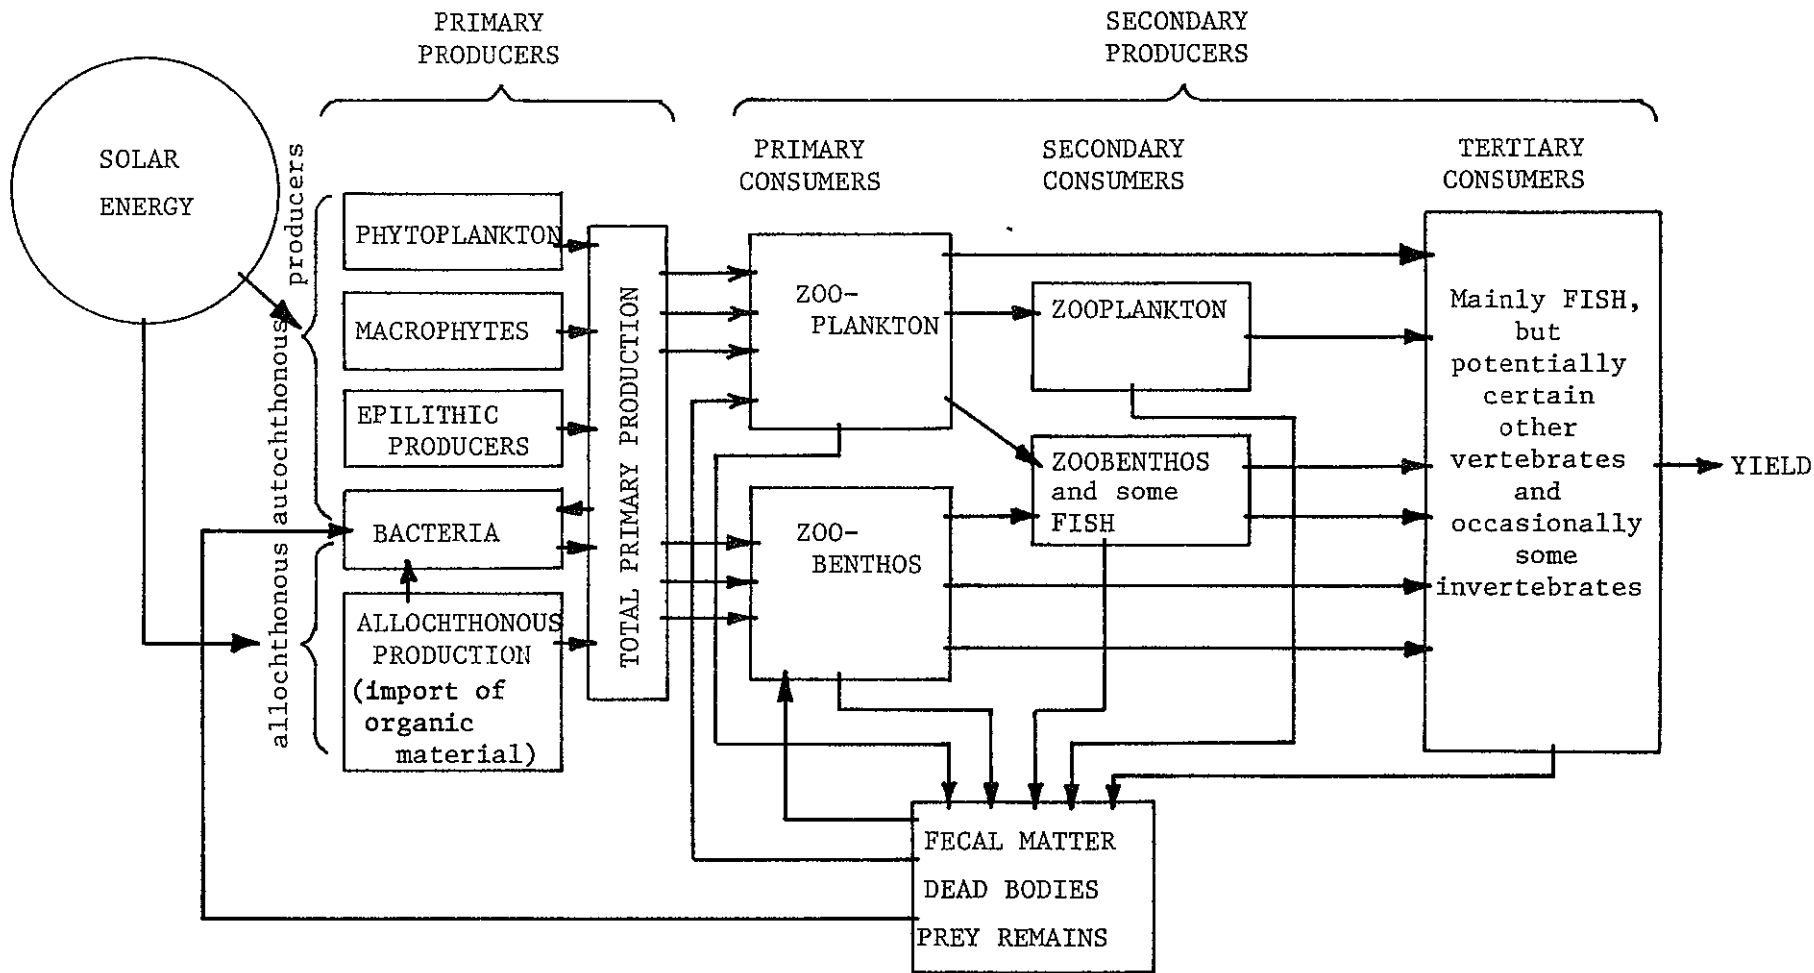 PRIMARY
PRODUCERS
SECONDARY
PRODUCERS
SOLAR
ENERGY
producers
autochthonous
allochthonous
PRIMARY
CONSUMERS
SECONDARY
CONSUMERS
TERTIARY
CONSUMERS
PHYTOPLANKTON
MACROPHYTES
EPILITHIC
PRODUCERS
BACTERIA
ALLOCHTHONOUS
PRODUCTION
(import of
organic
material)
TOTAL PRIMARY PRODUCTION
ZOO-
PLANKTON
ZOO-
BENTHOS
ZOOPLANKTON
ZOOBENTHOS
and some
FISH
Mainly FISH,
but
potentially
certain
other
vertebrates
and
occasionally
some
invertebrates
YIELD
FECAL MATTER
DEAD BODIES
PREY REMAINS